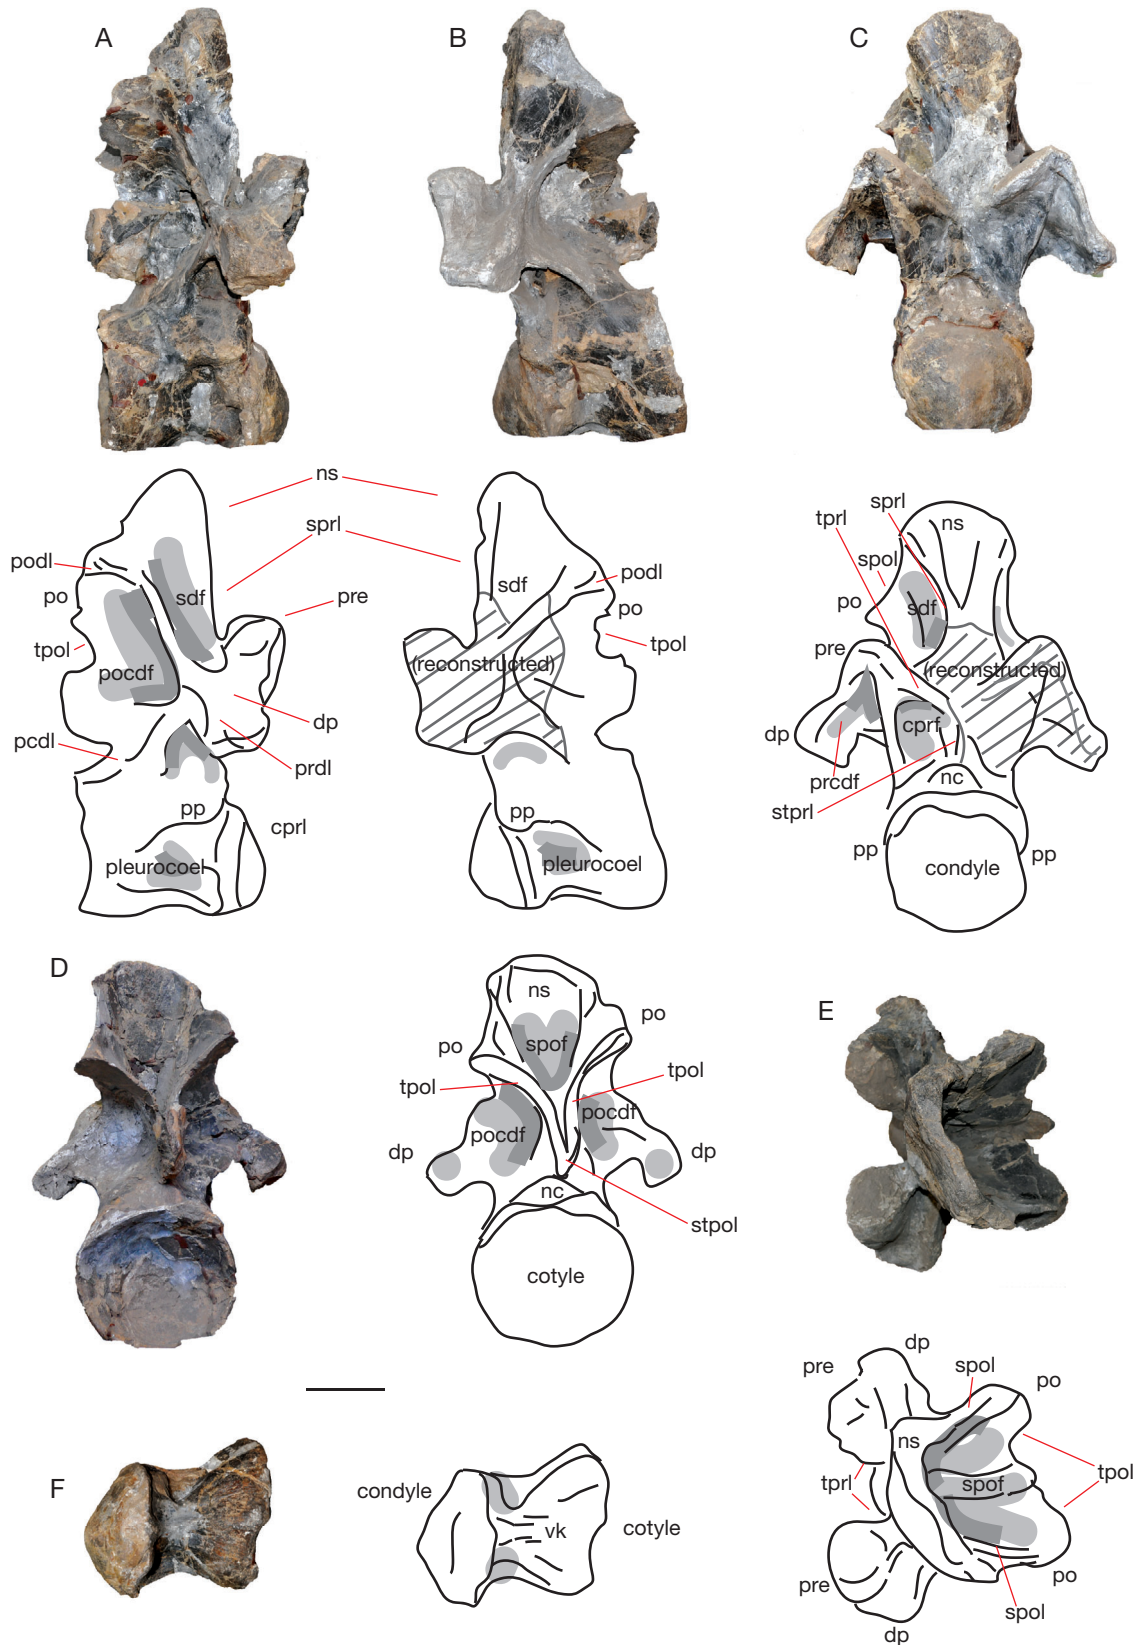 A
B
C
ns
sprl
podl
po
sdf
pre
tpol
pocdf
dp
pcdl
prdl
pp
cprl
pleurocoel
sdf
podl
po
tpol
(reconstructed)
pp
pleurocoel
sprl
tprl
ns
spol
po
sdf
pre
(reconstructed)
cprf
dp
prcdf
nc
stprl
pp
pp
condyle
D
ns
po
spof
po
tpol
tpol
pocdf
pocdf
dp
dp
nc
stpol
cotyle
E
dp
pre
spol
po
ns
tpol
tprl
spof
pre
po
spol
dp
F
condyle
vk
cotyle